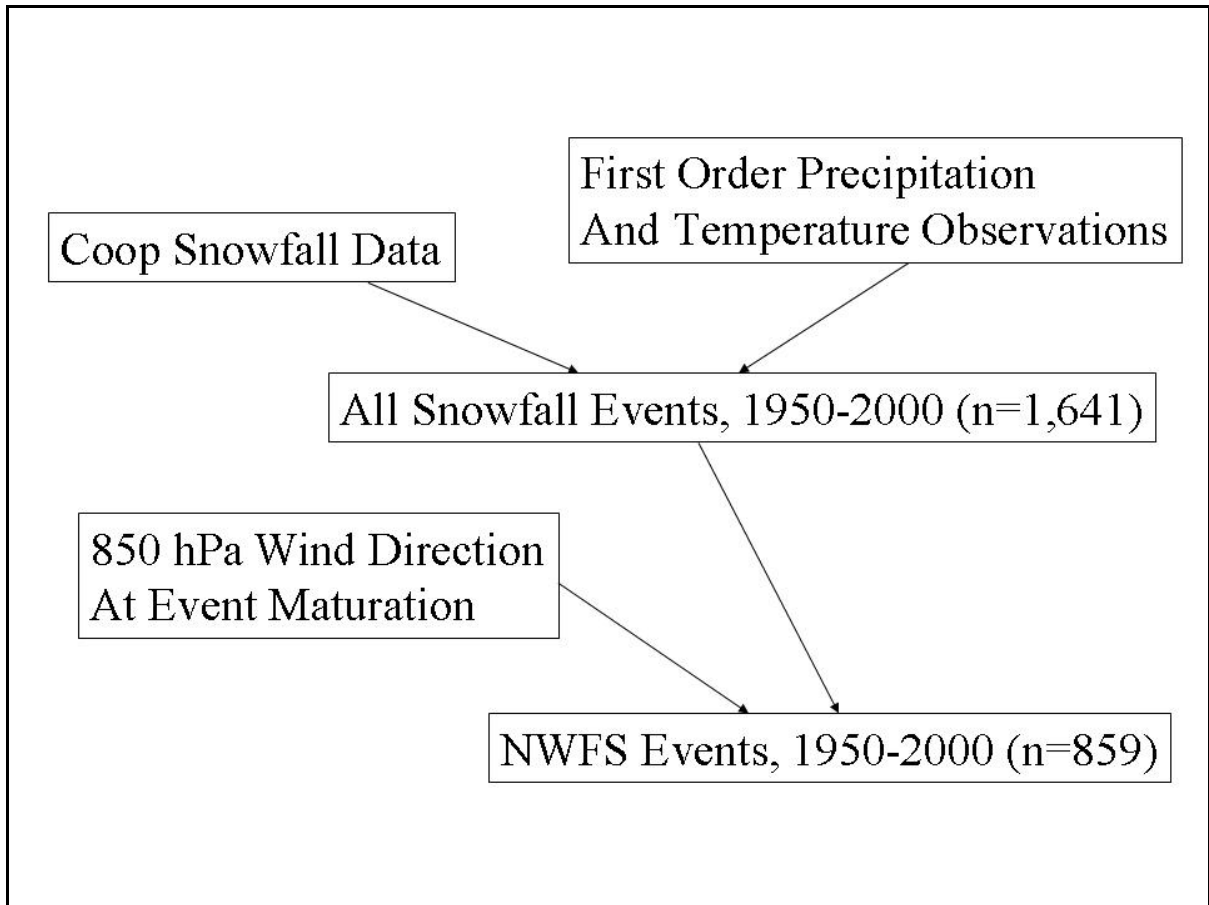 First Order Precipitation
And Temperature Observations
Coop Snowfall Data
All Snowfall Events, 1950-2000 (n=1,641)
850 hPa Wind Direction
At Event Maturation
NWFS Events, 1950-2000 (n=859)